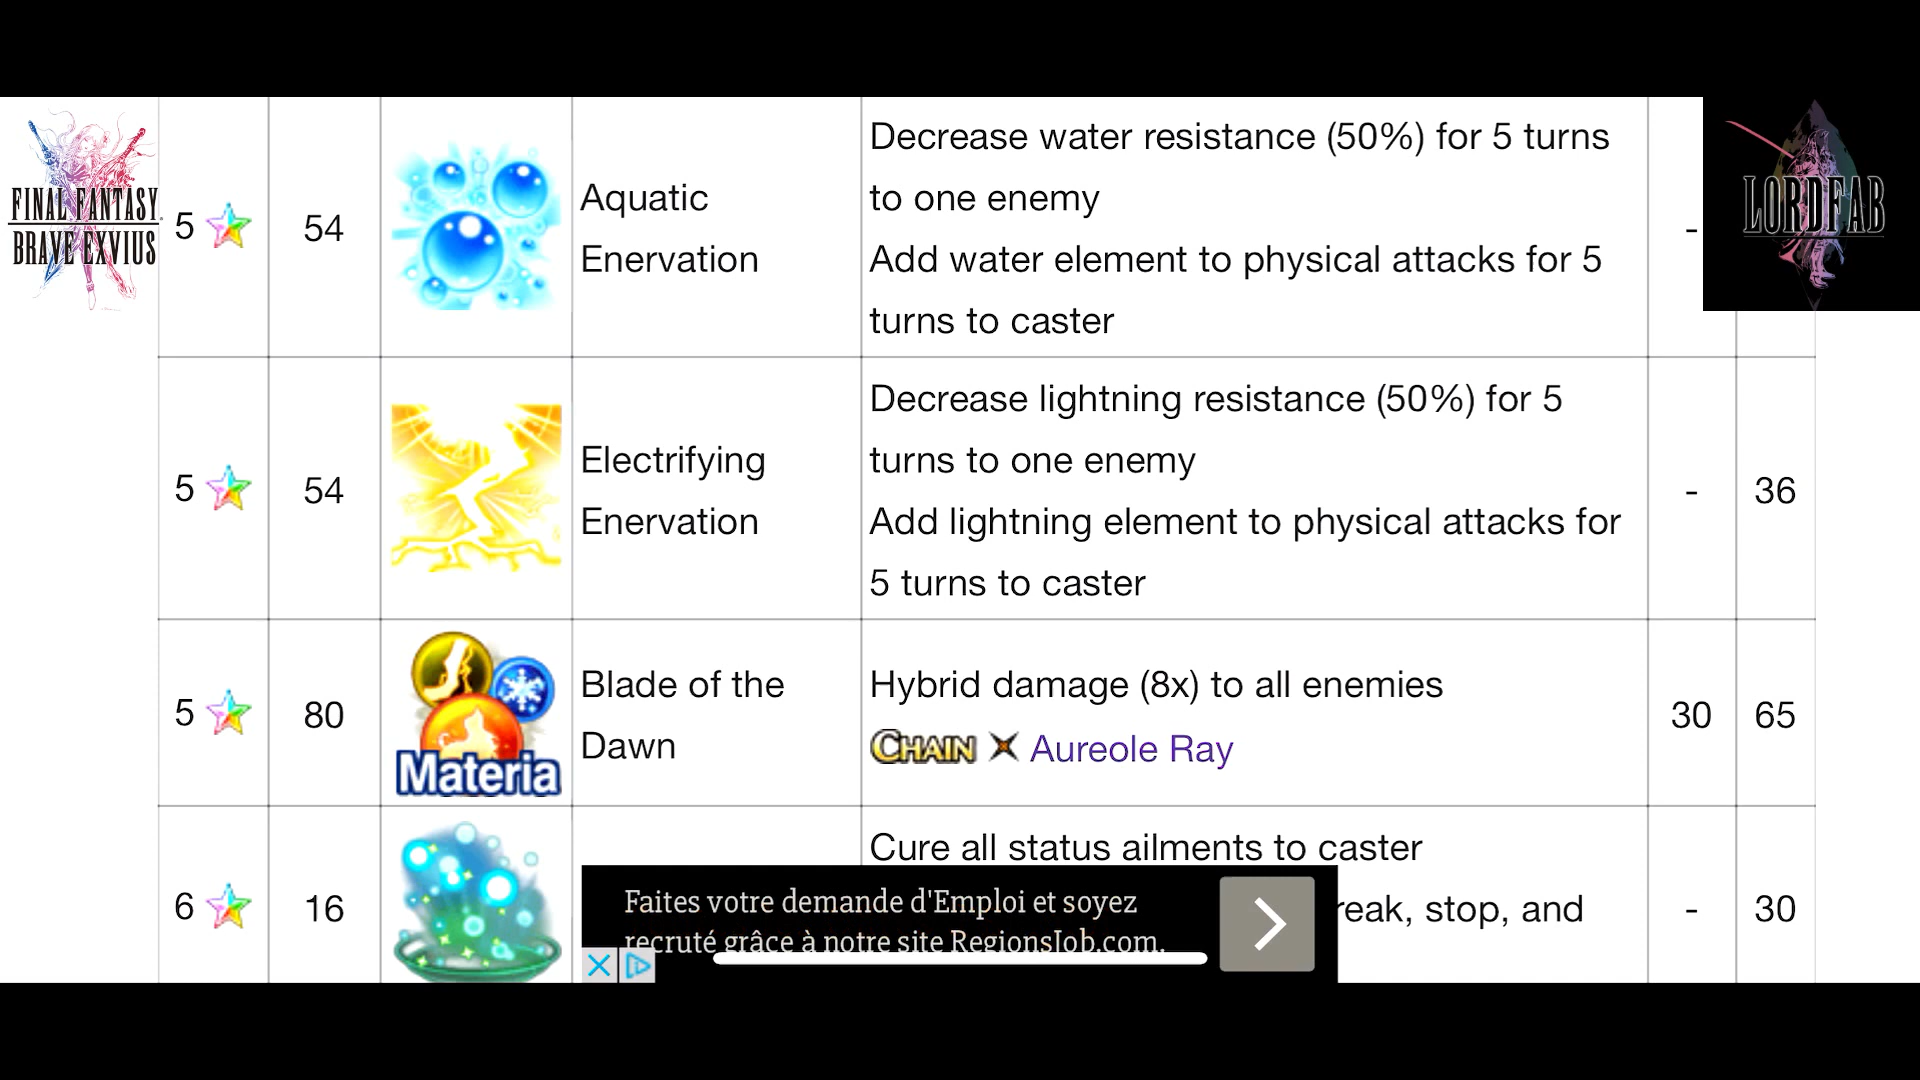 FINAL FANTASY
BRAVE EXVIUS
LORDFAB
5
54
Aquatic
Enervation
Decrease water resistance (50%) for 5 turns
to one enemy
Add water element to physical attacks for 5
turns to caster
-
5
54
Electrifying
Enervation
Decrease lightning resistance (50%) for 5
turns to one enemy
Add lightning element to physical attacks for
5 turns to caster
-
36
5
80
Materia
Blade of the
Dawn
Hybrid damage (8x) to all enemies
CHAIN Aureole Ray
30
65
6
16
Cure all status ailments to caster
reak, stop, and
-
30
Faites votre demande d'Emploi et soyez
recruté grâce à notre site RegionsJob.com.